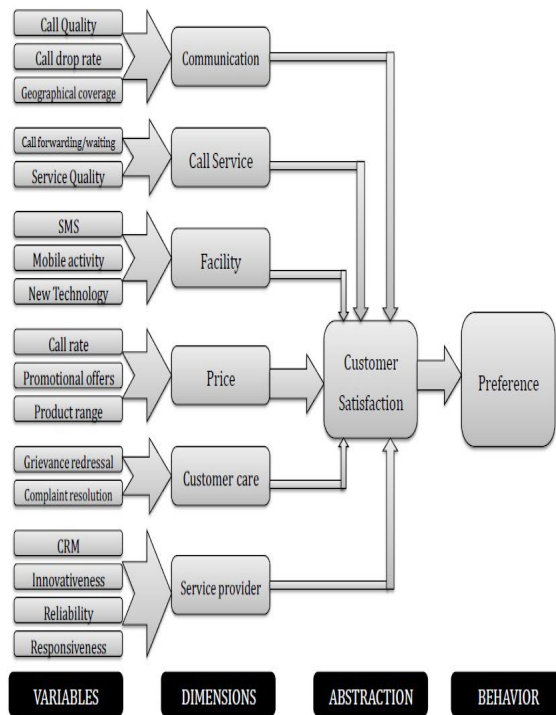 Call Quality
Call drop rate
Geographical coverage
Communication
Call forwarding/waiting
Service Quality
Call Service
SMS
Mobile activity
New Technology
Facility
Call rate
Promotional offers
Product range
Price
Customer
Satisfaction
Preference
Grievance redressal
Complaint resolution
Customer care
CRM
Innovativeness
Reliability
Responsiveness
Service provider
VARIABLES
DIMENSIONS
ABSTRACTION
BEHAVIOR